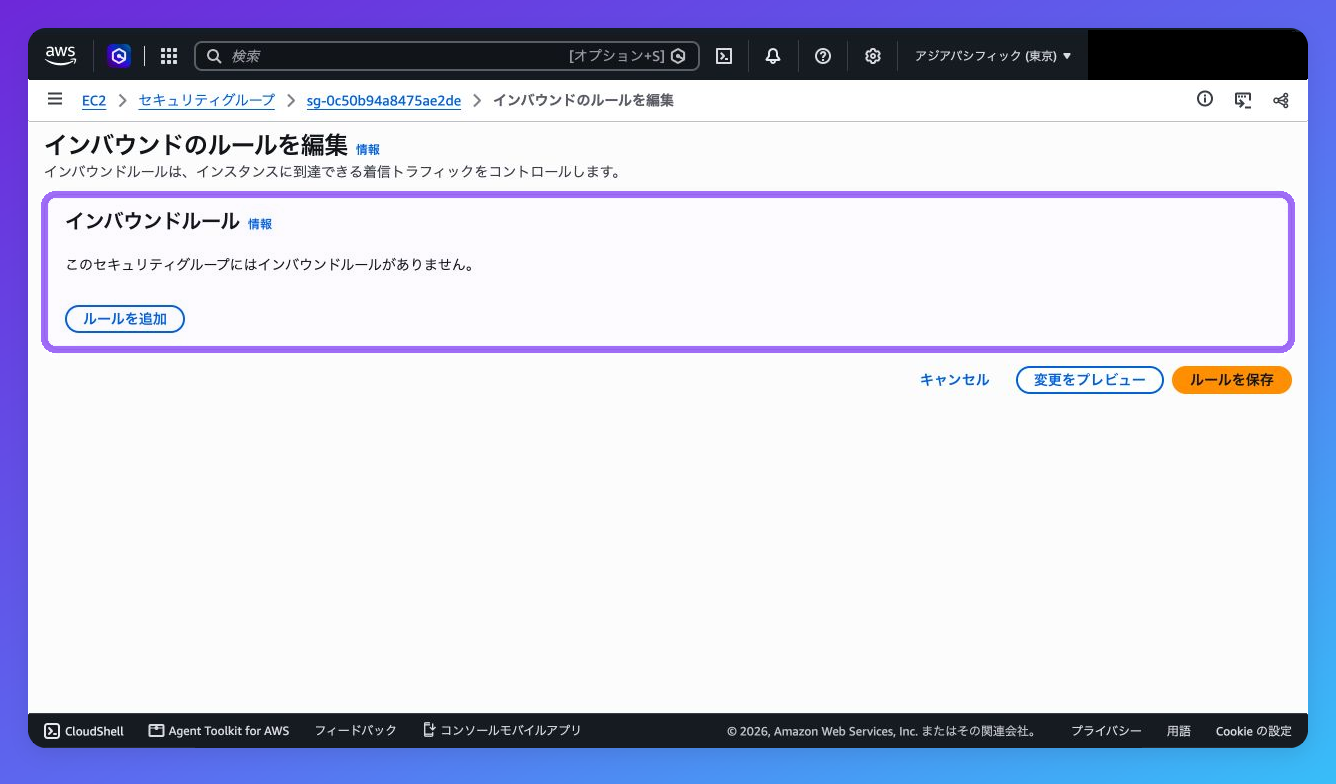 aws 検索 [オプション+S] アジアパシフィック (東京)
EC2 セキュリティグループ sg-0c50b94a8475ae2de インバウンドのルールを編集
インバウンドのルールを編集 情報
インバウンドルールは、インスタンスに到達できる着信トラフィックをコントロールします。
インバウンドルール 情報
このセキュリティグループにはインバウンドルールがありません。
ルールを追加
キャンセル 変更をプレビュー ルールを保存
CloudShell Agent Toolkit for AWS フィードバック コンソールモバイルアプリ © 2026, Amazon Web Services, Inc. またはその関連会社。 プライバシー 用語 Cookie の設定